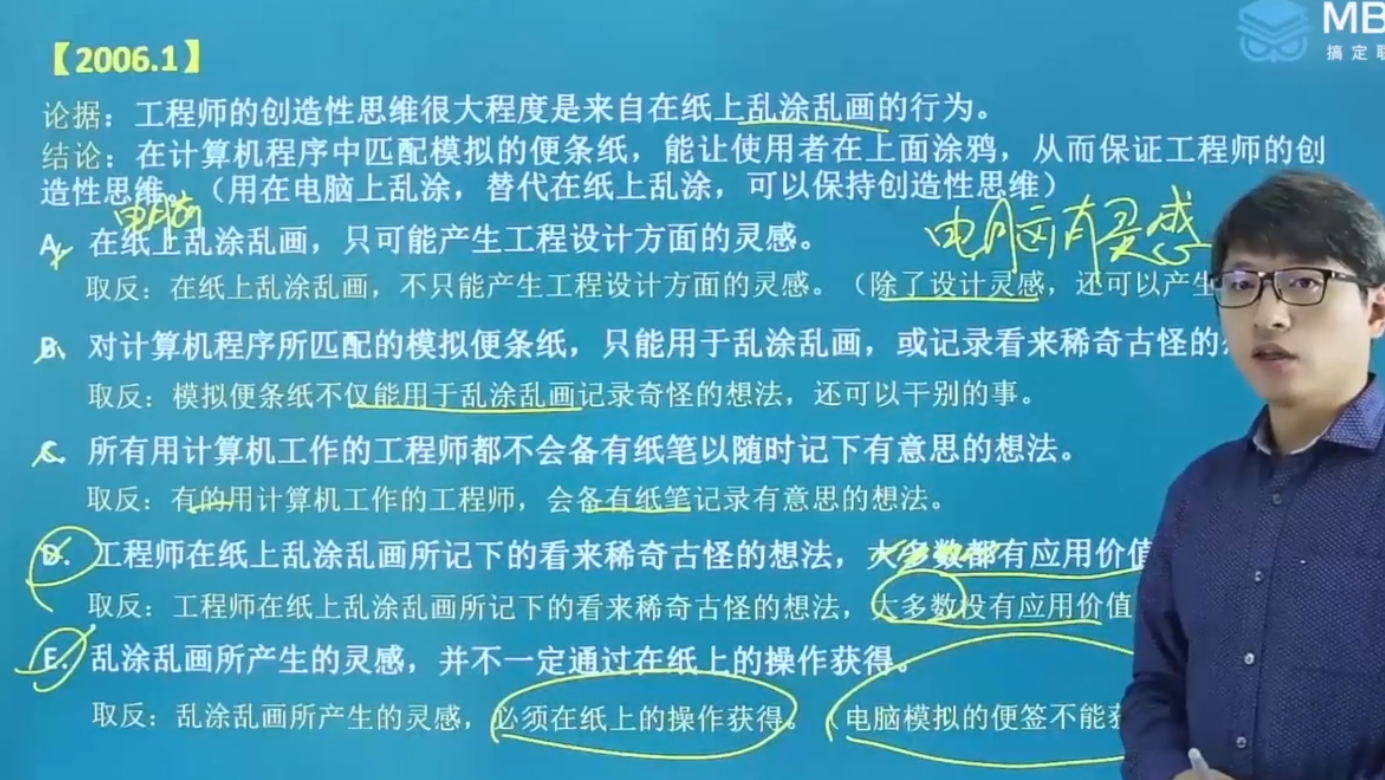 MB
搞定联
【2006.1】
论据：工程师的创造性思维很大程度是来自在纸上乱涂乱画的行为。
结论：在计算机程序中匹配模拟的便条纸，能让使用者在上面涂鸦，从而保证工程师的创
造性思维。（用在电脑上乱涂，替代在纸上乱涂，可以保持创造性思维）
电脑
电脑有灵感
A. 在纸上乱涂乱画，只可能产生工程设计方面的灵感。
取反：在纸上乱涂乱画，不只能产生工程设计方面的灵感。（除了设计灵感，还可以产生
B. 对计算机程序所匹配的模拟便条纸，只能用于乱涂乱画，或记录看来稀奇古怪的
取反：模拟便条纸不仅能用于乱涂乱画记录奇怪的想法，还可以干别的事。
C. 所有用计算机工作的工程师都不会备有纸笔以随时记下有意思的想法。
取反：有的用计算机工作的工程师，会备有纸笔记录有意思的想法。
D. 工程师在纸上乱涂乱画所记下的看来稀奇古怪的想法，大多数都有应用价值
取反：工程师在纸上乱涂乱画所记下的看来稀奇古怪的想法，大多数没有应用价值
E. 乱涂乱画所产生的灵感，并不一定通过在纸上的操作获得。
取反：乱涂乱画所产生的灵感，必须在纸上的操作获得。（电脑模拟的便签不能